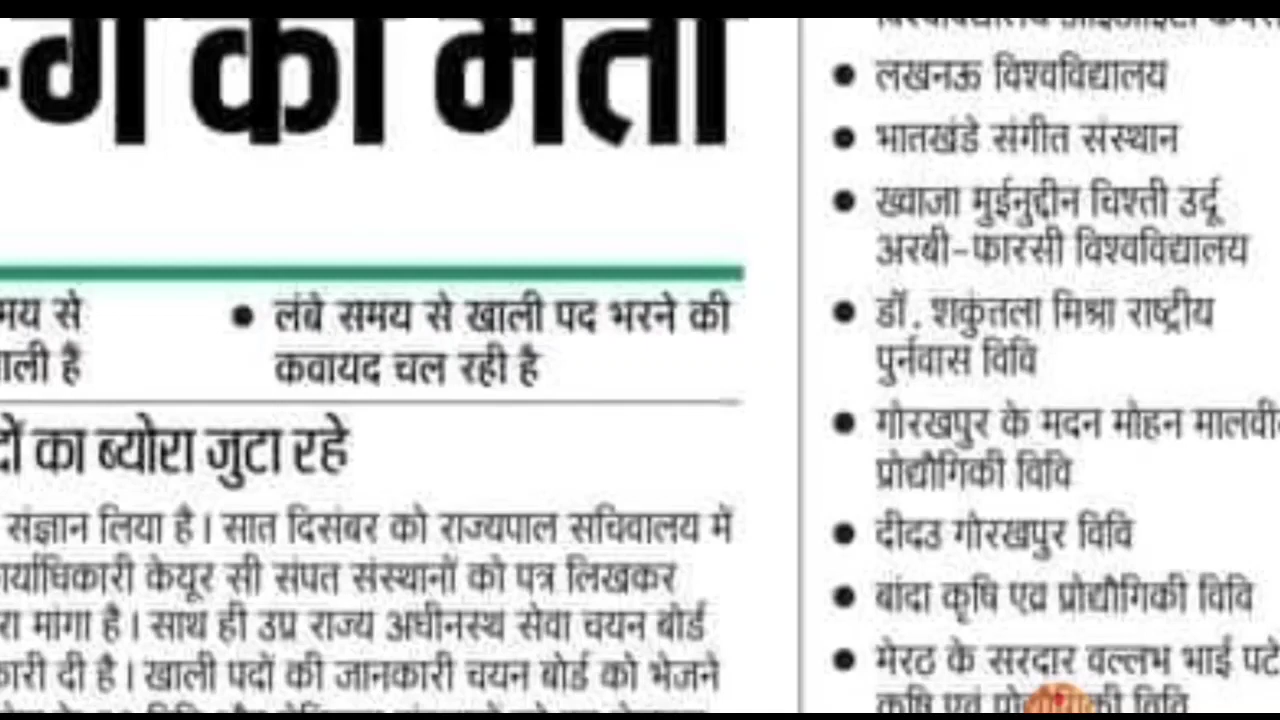 की भर्ती
लंबे समय से खाली पद भरने की
कवायद चल रही है
का ब्योरा जुटा रहे
संज्ञान लिया है। सात दिसंबर को राज्यपाल सचिवालय में
केयूर सी संपत संस्थानों को पत्र लिखकर
मांगा है। साथ ही उप्र राज्य अधीनस्थ सेवा चयन बोर्ड
दी है। खाली पदों की जानकारी चयन बोर्ड को भेजने
• लखनऊ विश्वविद्यालय
• भातखंडे संगीत संस्थान
• ख्वाजा मुईनुद्दीन चिश्ती उर्दू
अरबी-फारसी विश्वविद्यालय
• डॉ. शकुंतला मिश्रा राष्ट्रीय
पुर्नवास विवि
• गोरखपुर के मदन मोहन
प्रोद्यौगिकी विवि
• दीदउ गोरखपुर विवि
• बांदा कृषि एवं प्रोद्यौगिकी विवि
• मेरठ के सरदार वल्लभ भाई
कृषि एवं